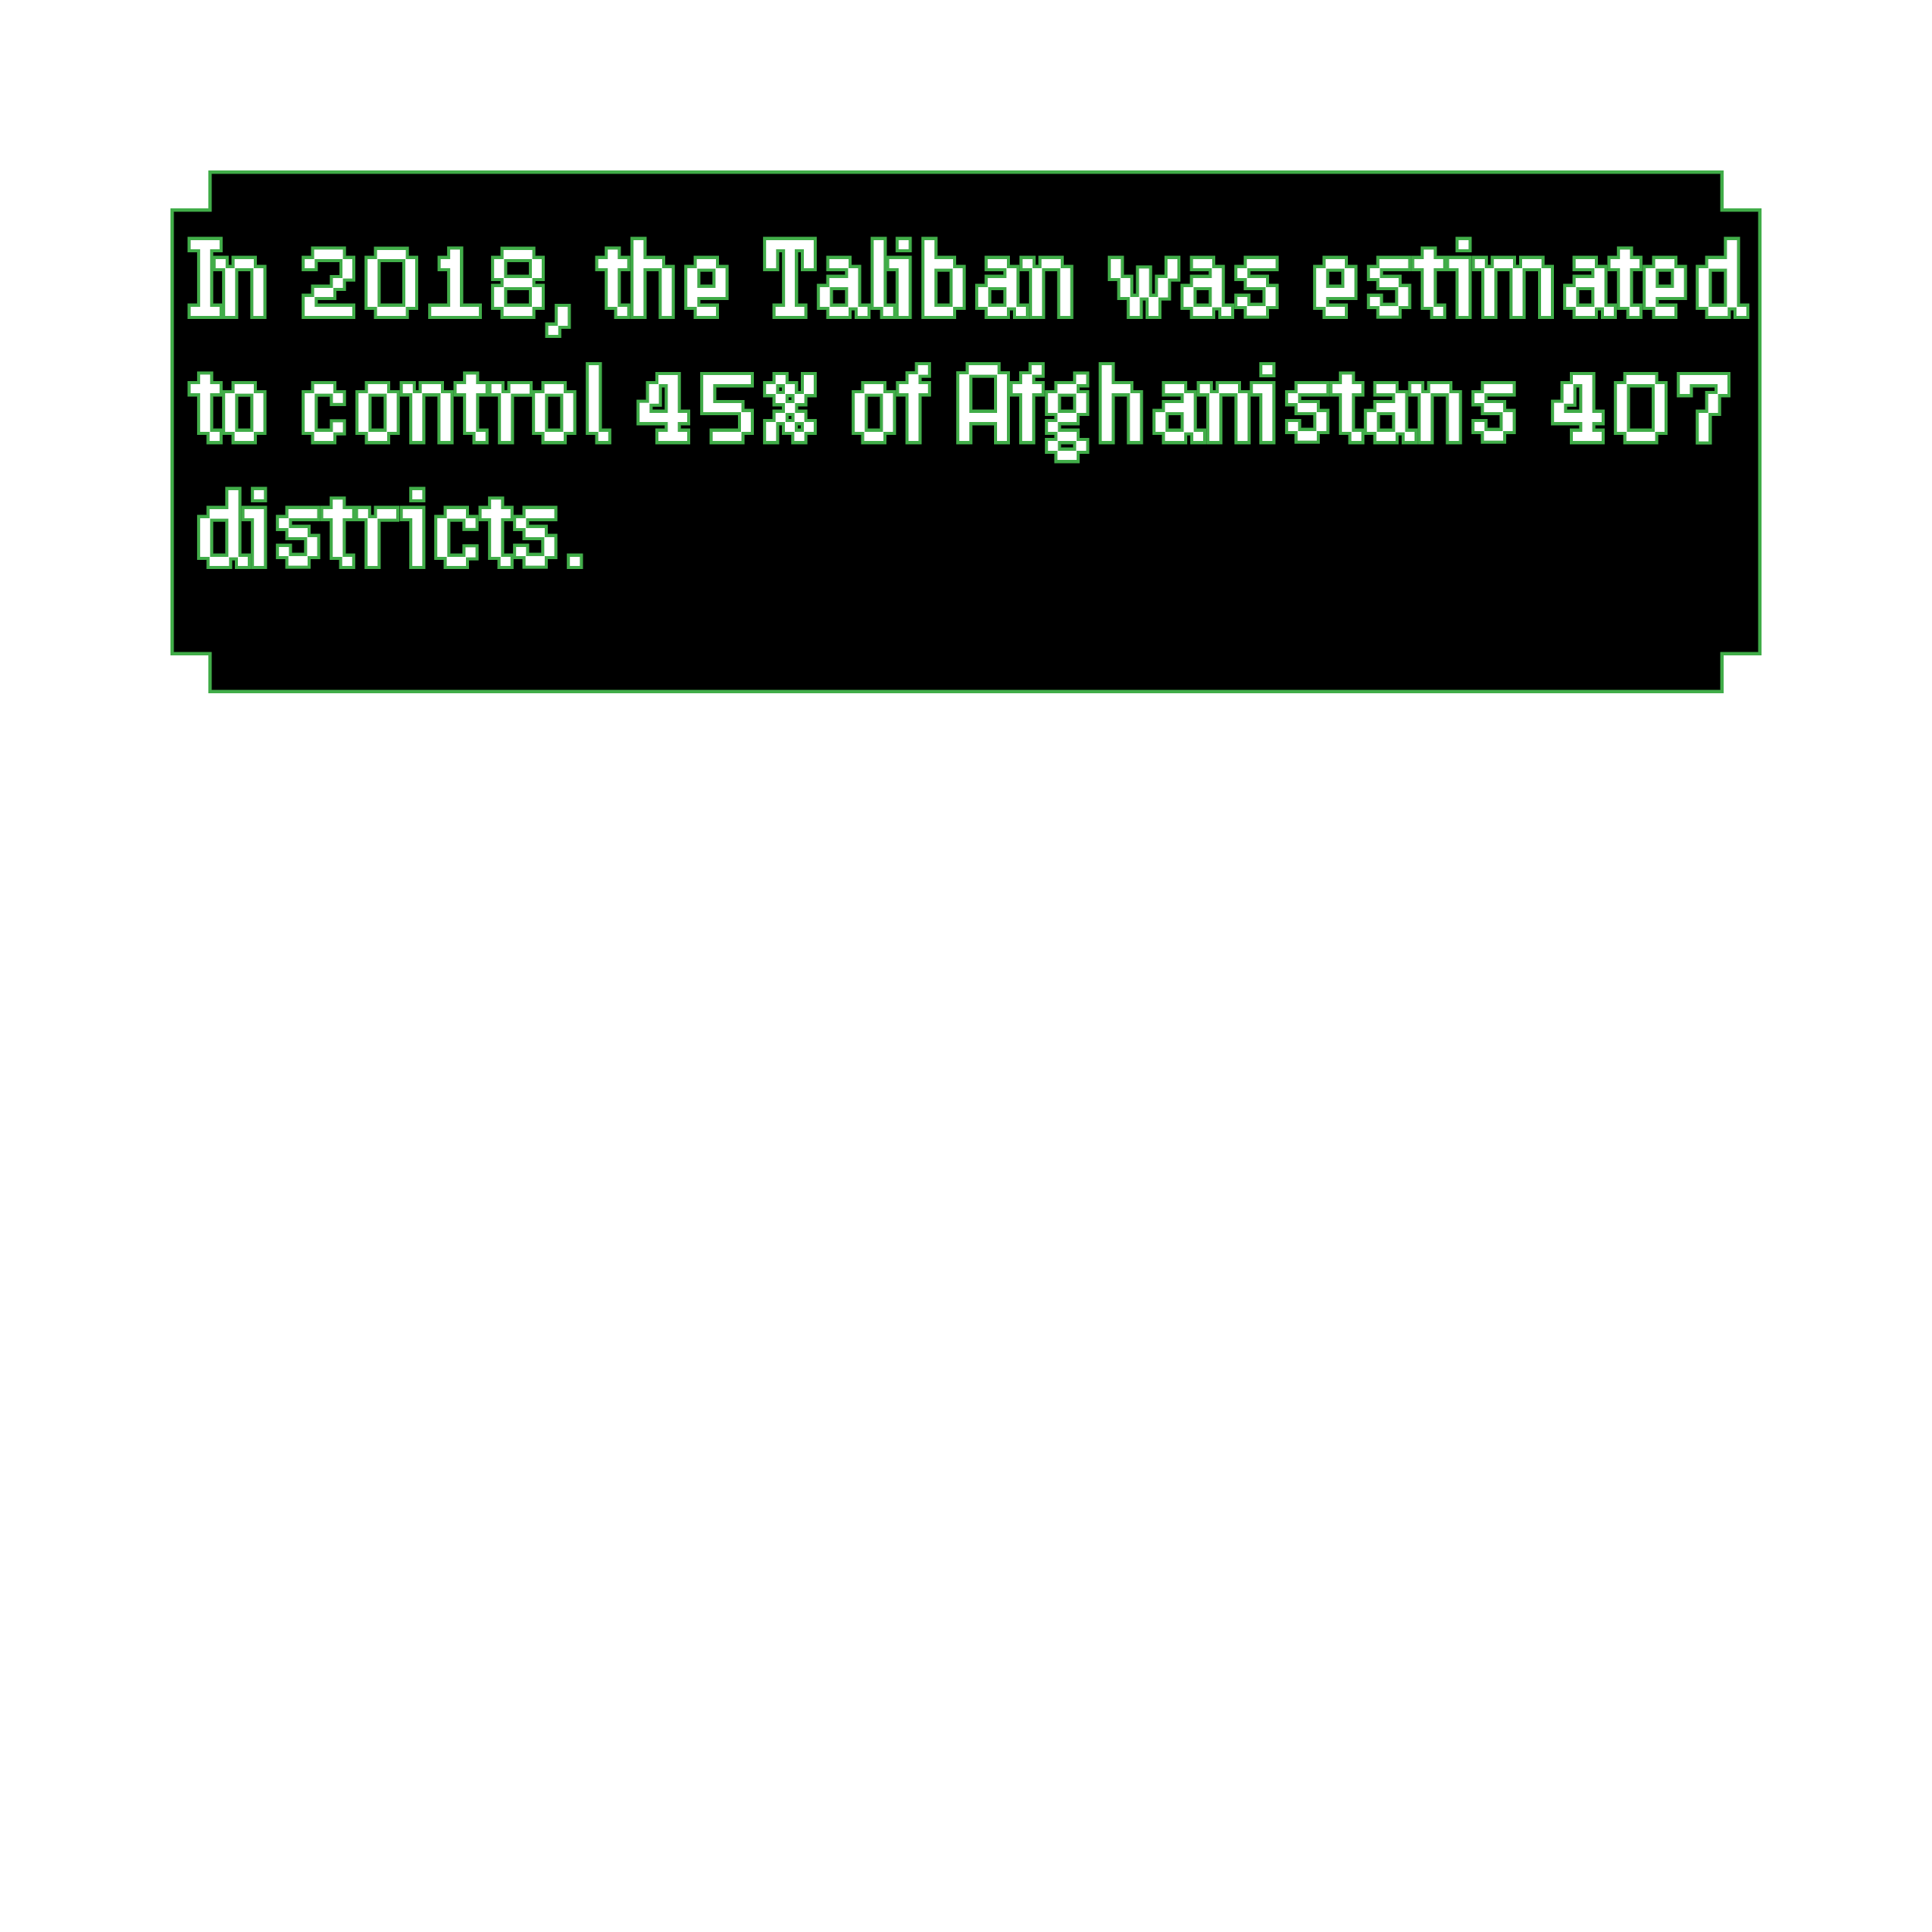 In 2018, the Taliban was estimated
to control 45% of Afghanistans 407
districts.